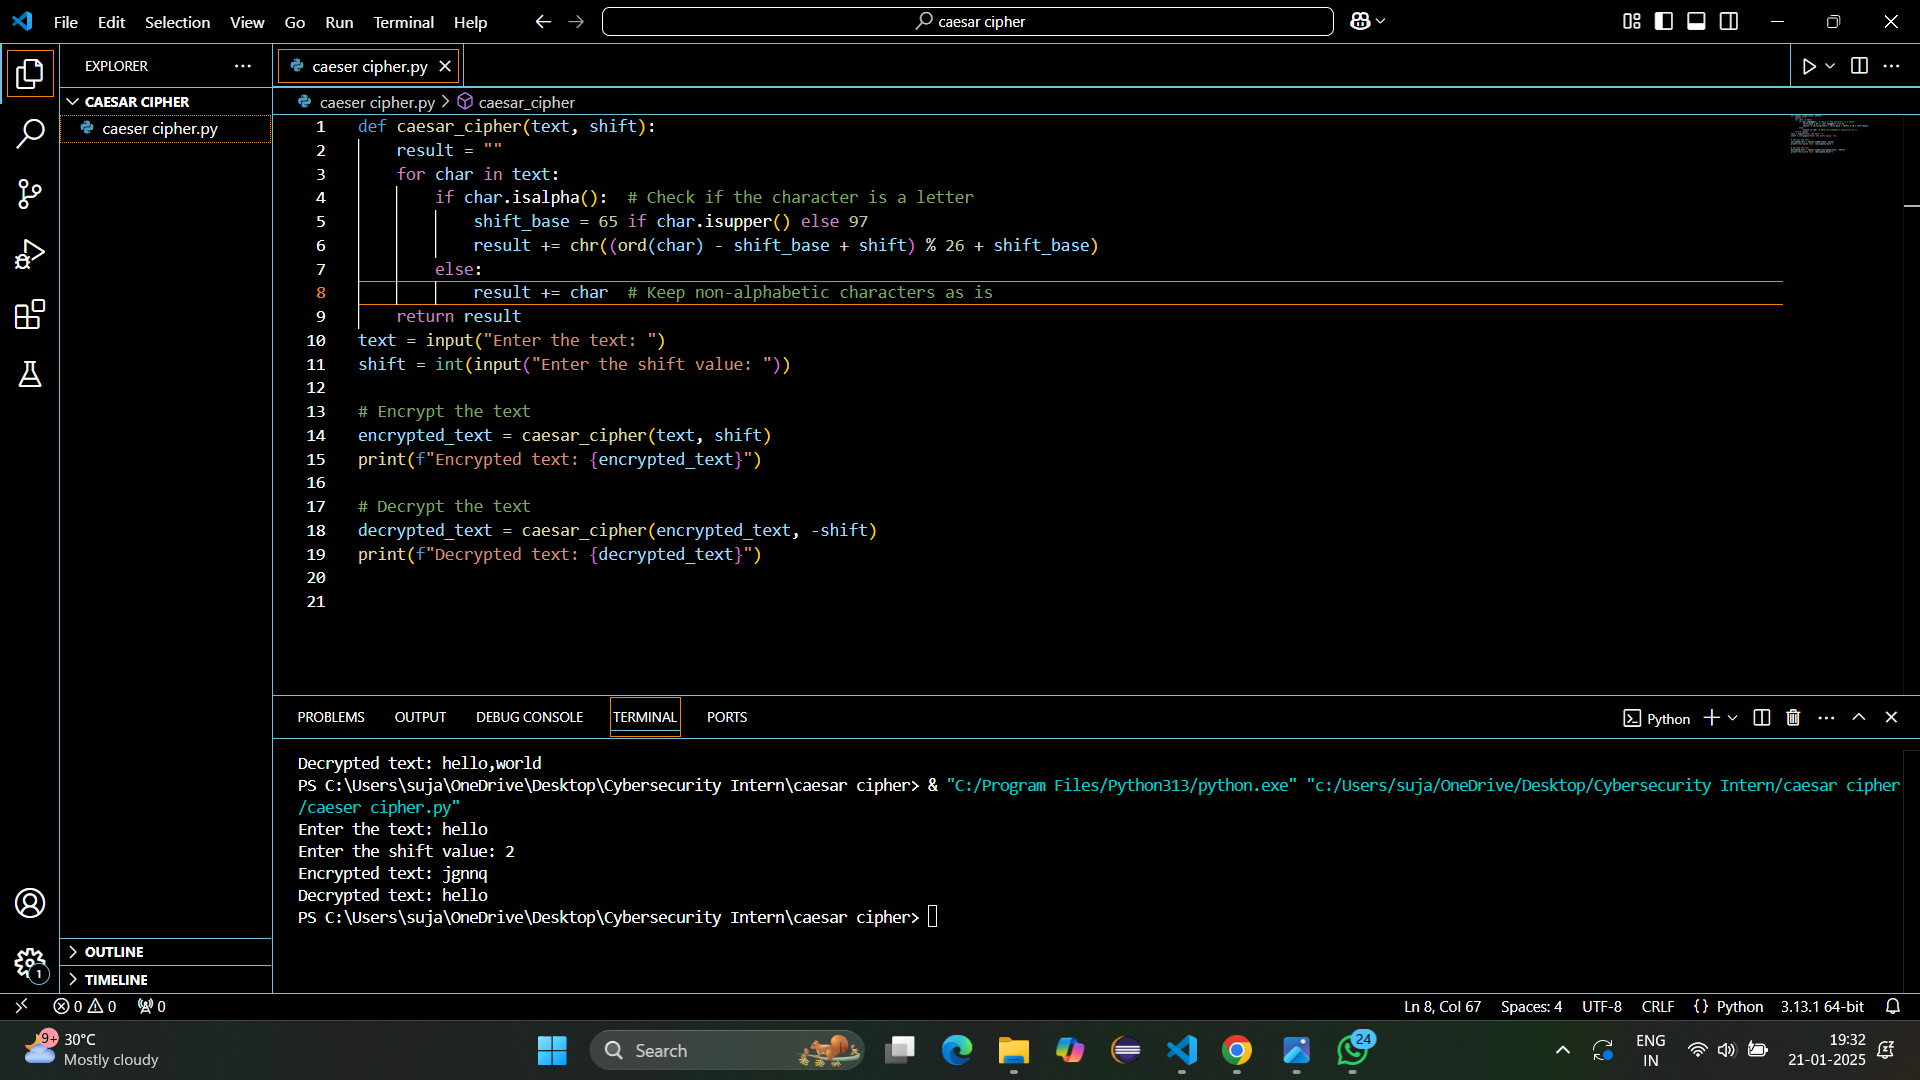 File Edit Selection View Go Run Terminal Help
caesar cipher
EXPLORER
CAESAR CIPHER
caeser cipher.py
caeser cipher.py
caeser cipher.py > caesar_cipher
1 def caesar_cipher(text, shift):
2     result = ""
3     for char in text:
4         if char.isalpha():  # Check if the character is a letter
5             shift_base = 65 if char.isupper() else 97
6             result += chr((ord(char) - shift_base + shift) % 26 + shift_base)
7         else:
8             result += char  # Keep non-alphabetic characters as is
9     return result
10 text = input("Enter the text: ")
11 shift = int(input("Enter the shift value: "))
12
13 # Encrypt the text
14 encrypted_text = caesar_cipher(text, shift)
15 print(f"Encrypted text: {encrypted_text}")
16
17 # Decrypt the text
18 decrypted_text = caesar_cipher(encrypted_text, -shift)
19 print(f"Decrypted text: {decrypted_text}")
20
21
PROBLEMS OUTPUT DEBUG CONSOLE TERMINAL PORTS
Python
Decrypted text: hello,world
PS C:\Users\suja\OneDrive\Desktop\Cybersecurity Intern\caesar cipher> & "C:/Program Files/Python313/python.exe" "c:/Users/suja/OneDrive/Desktop/Cybersecurity Intern/caesar cipher
/caeser cipher.py"
Enter the text: hello
Enter the shift value: 2
Encrypted text: jgnnq
Decrypted text: hello
PS C:\Users\suja\OneDrive\Desktop\Cybersecurity Intern\caesar cipher>
1
OUTLINE
TIMELINE
0 0 0
Ln 8, Col 67 Spaces: 4 UTF-8 CRLF {} Python 3.13.1 64-bit
9+ 30°C
Mostly cloudy
Search
24
ENG
IN
19:32
21-01-2025